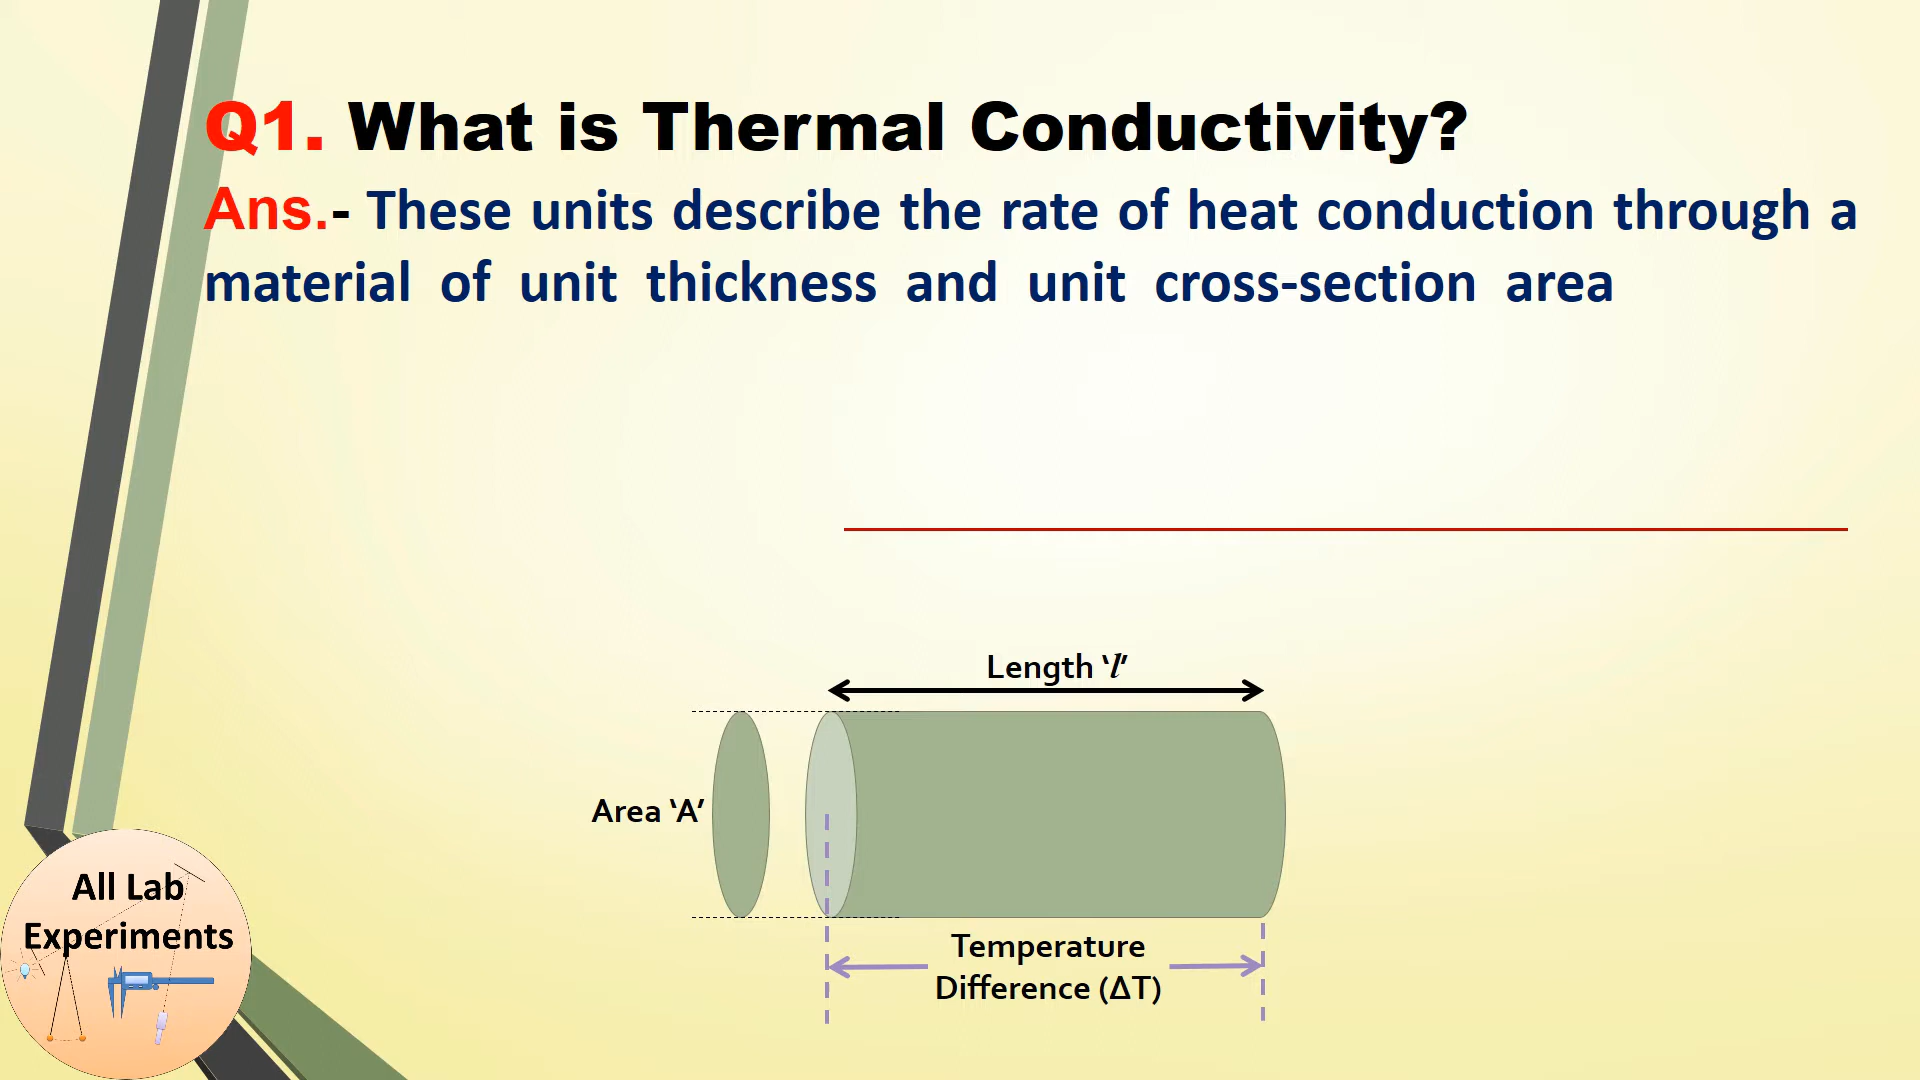 Q1. What is Thermal Conductivity?
Ans.- These units describe the rate of heat conduction through a
material of unit thickness and unit cross-section area
Length ‘l’
Area ‘A’
Temperature
Difference (ΔT)
All Lab
Experiments